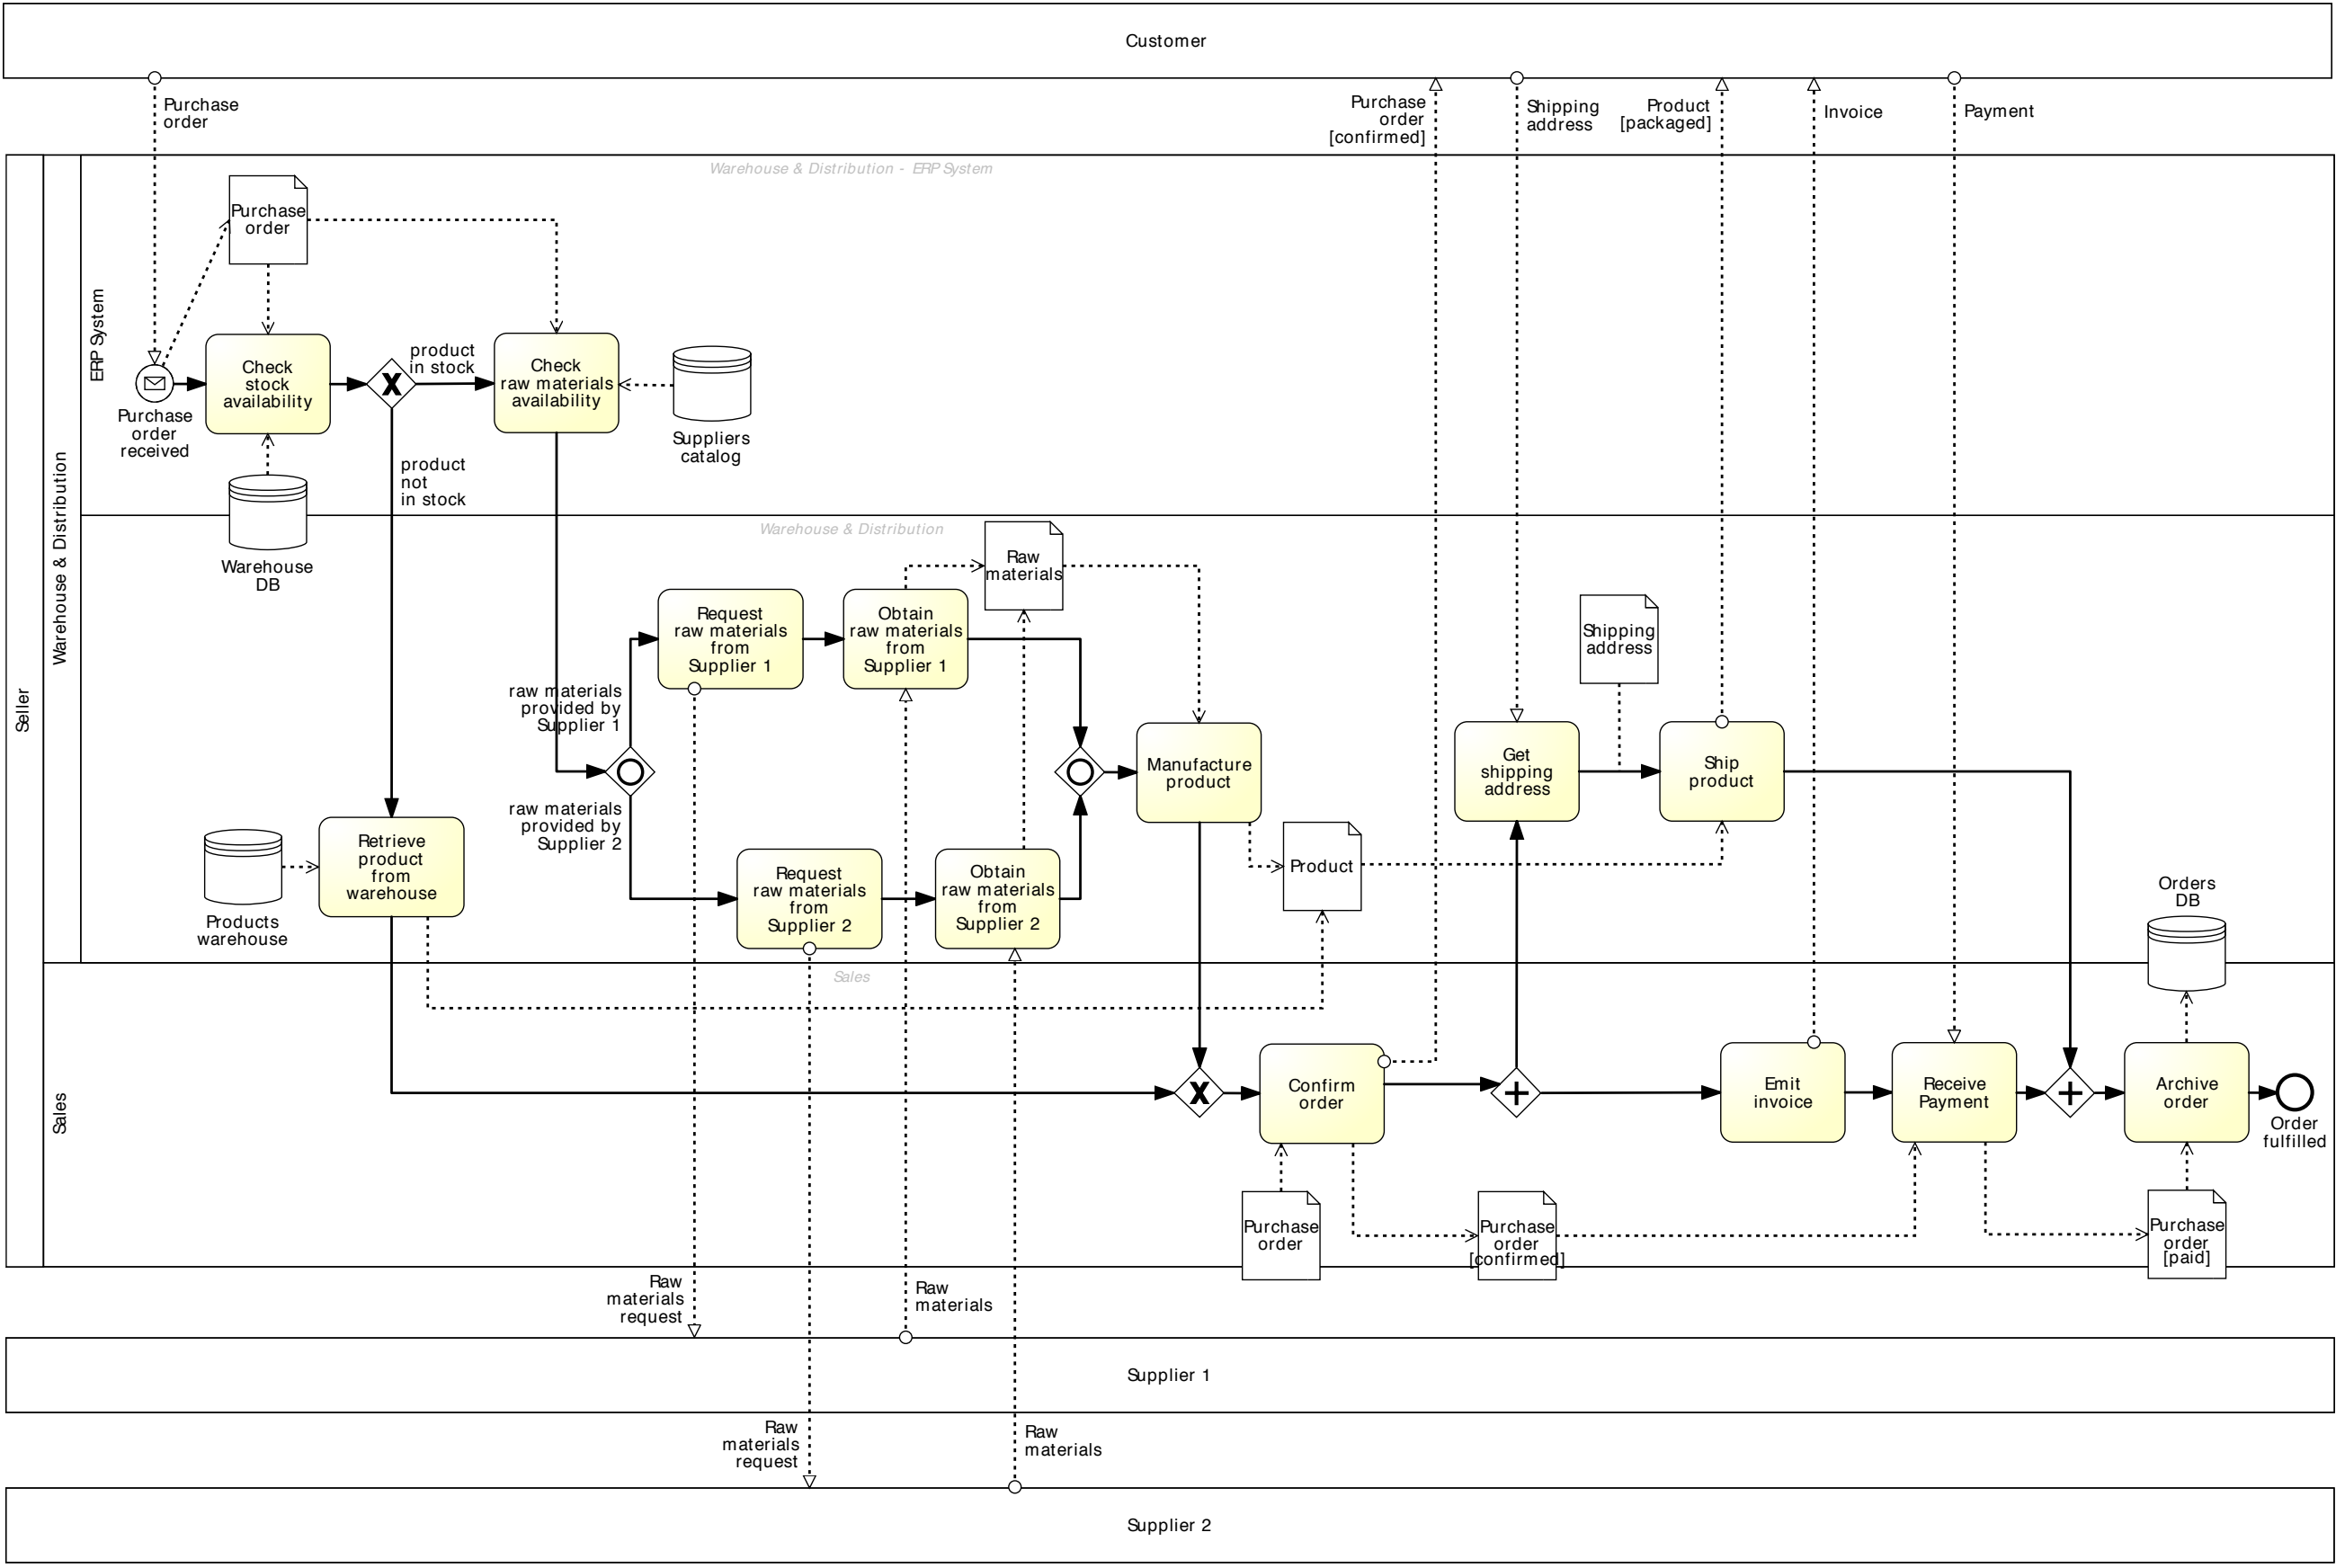 Customer
Purchase
order
Purchase
order
[confirmed]
Shipping
address
Product
[packaged]
Invoice
Payment
Seller
Warehouse & Distribution
ERP System
Warehouse & Distribution - ERP System
Purchase
order
Purchase
order
received
Check
stock
availability
product
in stock
Check
raw materials
availability
Suppliers
catalog
product
not
in stock
Warehouse
DB
Warehouse & Distribution
Raw
materials
Request
raw materials
from
Supplier 1
Obtain
raw materials
from
Supplier 1
Shipping
address
raw materials
provided by
Supplier 1
raw materials
provided by
Supplier 2
Manufacture
product
Get
shipping
address
Ship
product
Retrieve
product
from
warehouse
Products
warehouse
Request
raw materials
from
Supplier 2
Obtain
raw materials
from
Supplier 2
Product
Orders
DB
Sales
Sales
Confirm
order
Emit
invoice
Receive
Payment
Archive
order
Order
fulfilled
Purchase
order
Purchase
order
[confirmed]
Purchase
order
[paid]
Raw
materials
request
Raw
materials
Supplier 1
Raw
materials
request
Raw
materials
Supplier 2